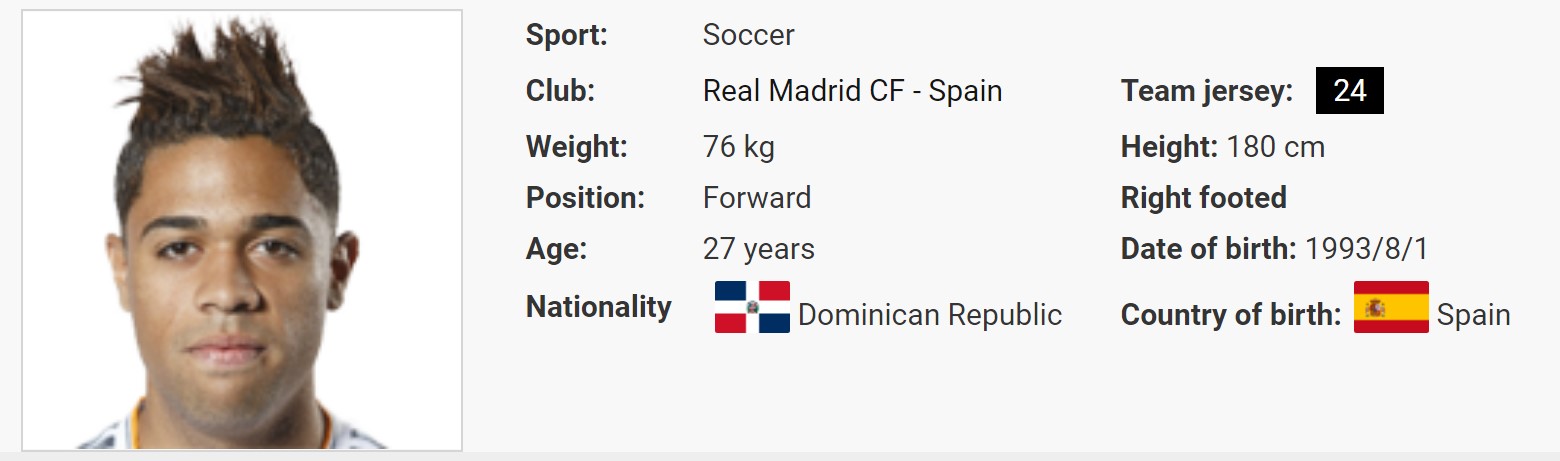 Sport: Soccer
Club: Real Madrid CF - Spain Team jersey: 24
Weight: 76 kg Height: 180 cm
Position: Forward Right footed
Age: 27 years Date of birth: 1993/8/1
Nationality Dominican Republic Country of birth: Spain